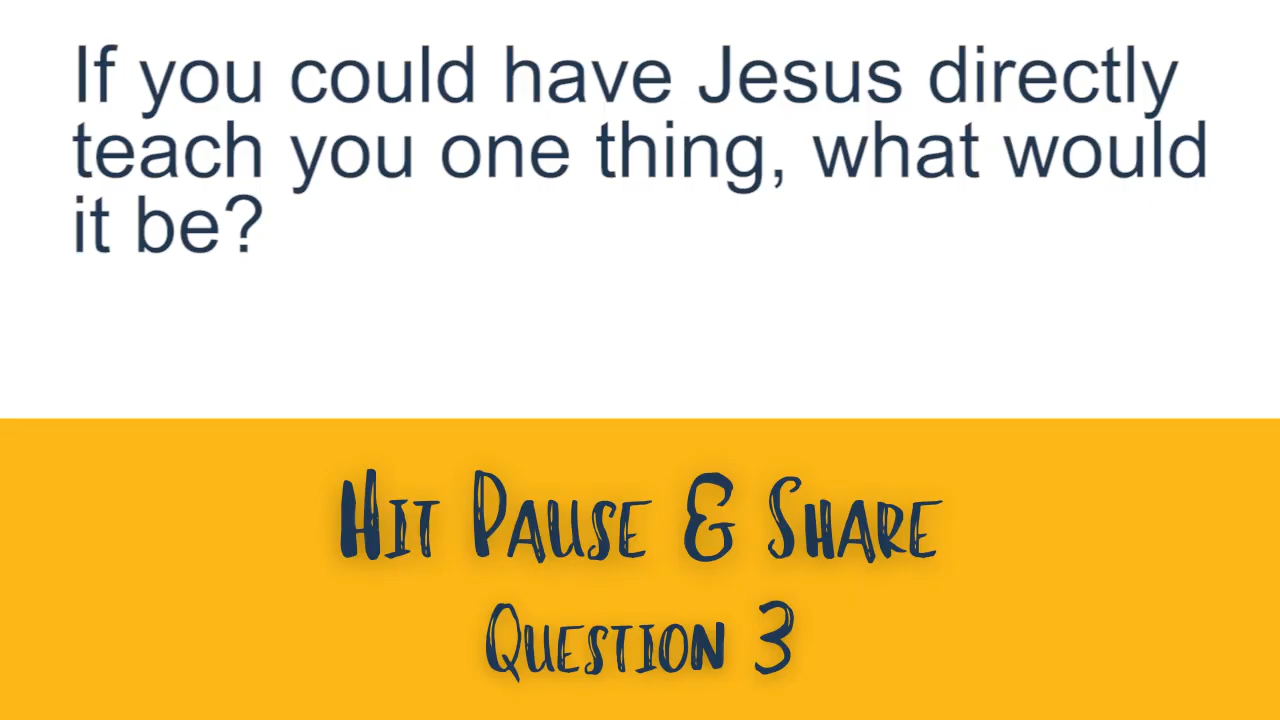 If you could have Jesus directly
teach you one thing, what would
it be?
Hit Pause & Share
Question 3